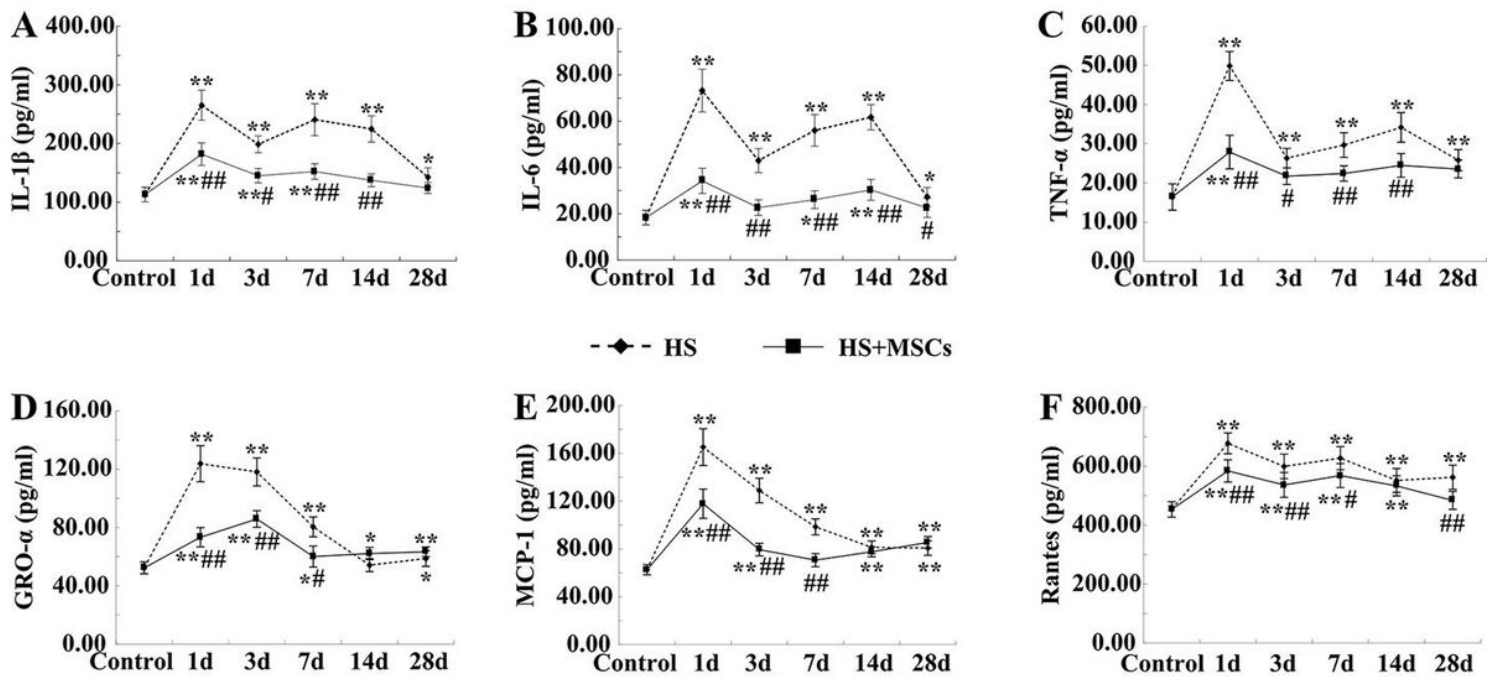 A
IL-1β (pg/ml)
400.00
300.00
200.00
100.00
0.00
** ** ** ** *
**## **# **## ##
Control 1d 3d 7d 14d 28d
B
IL-6 (pg/ml)
100.00
80.00
60.00
40.00
20.00
0.00
** ** ** ** *
**## ## *## **## #
Control 1d 3d 7d 14d 28d
C
TNF-α (pg/ml)
60.00
50.00
40.00
30.00
20.00
10.00
0.00
** ** ** ** **
**## # ## ##
Control 1d 3d 7d 14d 28d
HS HS+MSCs
D
GRO-α (pg/ml)
160.00
120.00
80.00
40.00
0.00
** ** ** * **
**## **## *# *
Control 1d 3d 7d 14d 28d
E
MCP-1 (pg/ml)
200.00
160.00
120.00
80.00
40.00
0.00
** ** ** ** **
**## **## ## ** **
Control 1d 3d 7d 14d 28d
F
Rantes (pg/ml)
800.00
600.00
400.00
200.00
0.00
** ** ** ** **
**## **## **# ** ##
Control 1d 3d 7d 14d 28d